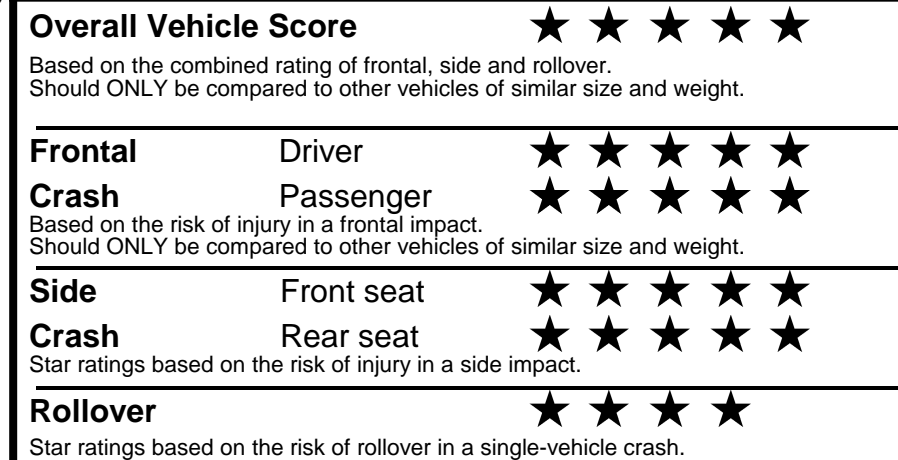 Overall Vehicle Score ★ ★ ★ ★ ★
Based on the combined rating of frontal, side and rollover.
Should ONLY be compared to other vehicles of similar size and weight.
Frontal Driver ★ ★ ★ ★ ★
Crash Passenger ★ ★ ★ ★ ★
Based on the risk of injury in a frontal impact.
Should ONLY be compared to other vehicles of similar size and weight.
Side Front seat ★ ★ ★ ★ ★
Crash Rear seat ★ ★ ★ ★ ★
Star ratings based on the risk of injury in a side impact.
Rollover ★ ★ ★ ★
Star ratings based on the risk of rollover in a single-vehicle crash.